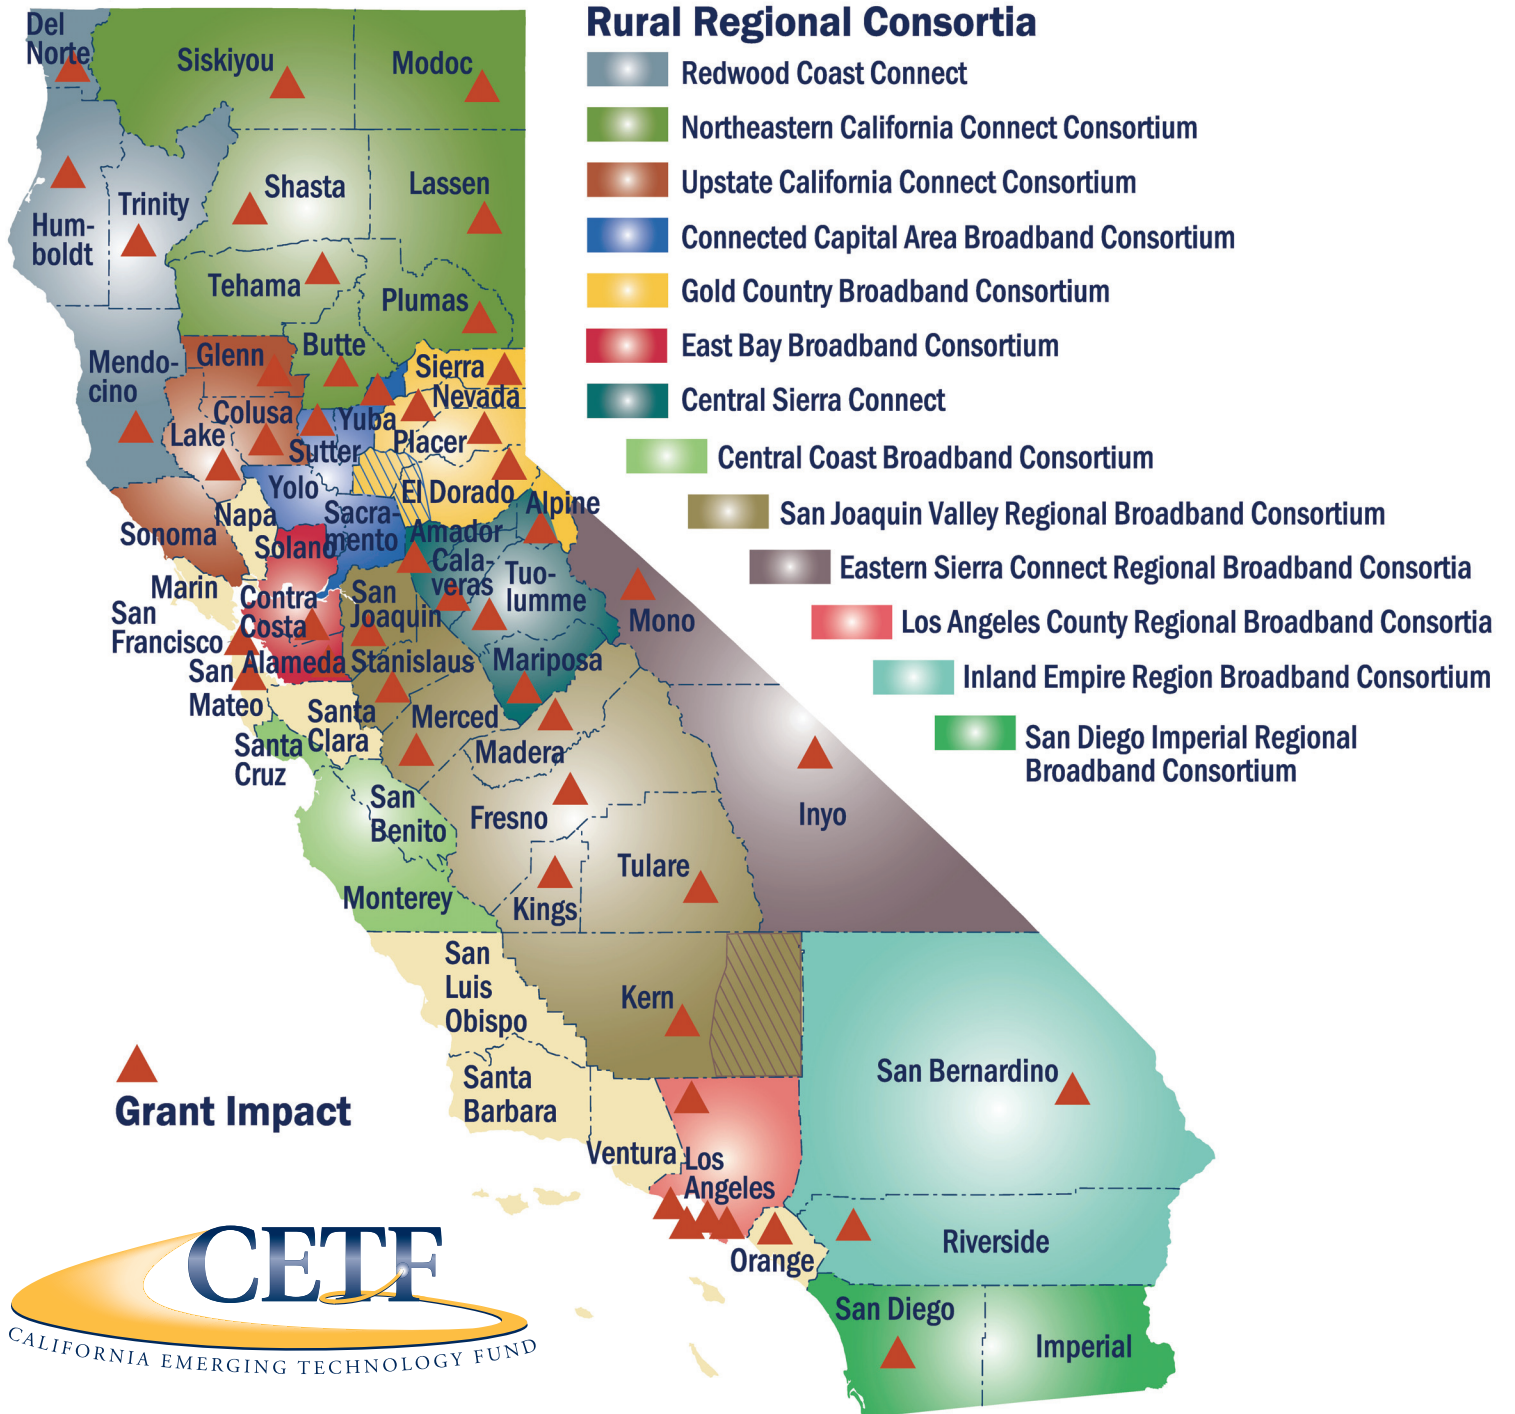 Rural Regional Consortia
Redwood Coast Connect
Northeastern California Connect Consortium
Upstate California Connect Consortium
Connected Capital Area Broadband Consortium
Gold Country Broadband Consortium
East Bay Broadband Consortium
Central Sierra Connect
Central Coast Broadband Consortium
San Joaquin Valley Regional Broadband Consortium
Eastern Sierra Connect Regional Broadband Consortia
Los Angeles County Regional Broadband Consortia
Inland Empire Region Broadband Consortium
San Diego Imperial Regional
Broadband Consortium
Del
Norte
Siskiyou
Modoc
Hum-
boldt
Trinity
Shasta
Lassen
Tehama
Plumas
Mendo-
cino
Glenn
Butte
Sierra
Nevada
Colusa
Yuba
Lake
Sutter
Placer
Yolo
El Dorado
Alpine
Napa
Sacra-
mento
Sonoma
Solano
Amador
Marin
Cala-
veras
Tuo-
lumme
Mono
San
Francisco
Contra
Costa
San
Joaquin
San
Mateo
Alameda
Stanislaus
Mariposa
Santa
Clara
Merced
Madera
Santa
Cruz
San
Benito
Fresno
Inyo
Tulare
Monterey
Kings
San
Luis
Obispo
Kern
Santa
Barbara
San Bernardino
Ventura
Los
Angeles
Orange
Riverside
San Diego
Imperial
Grant Impact
CETF
CALIFORNIA EMERGING TECHNOLOGY FUND